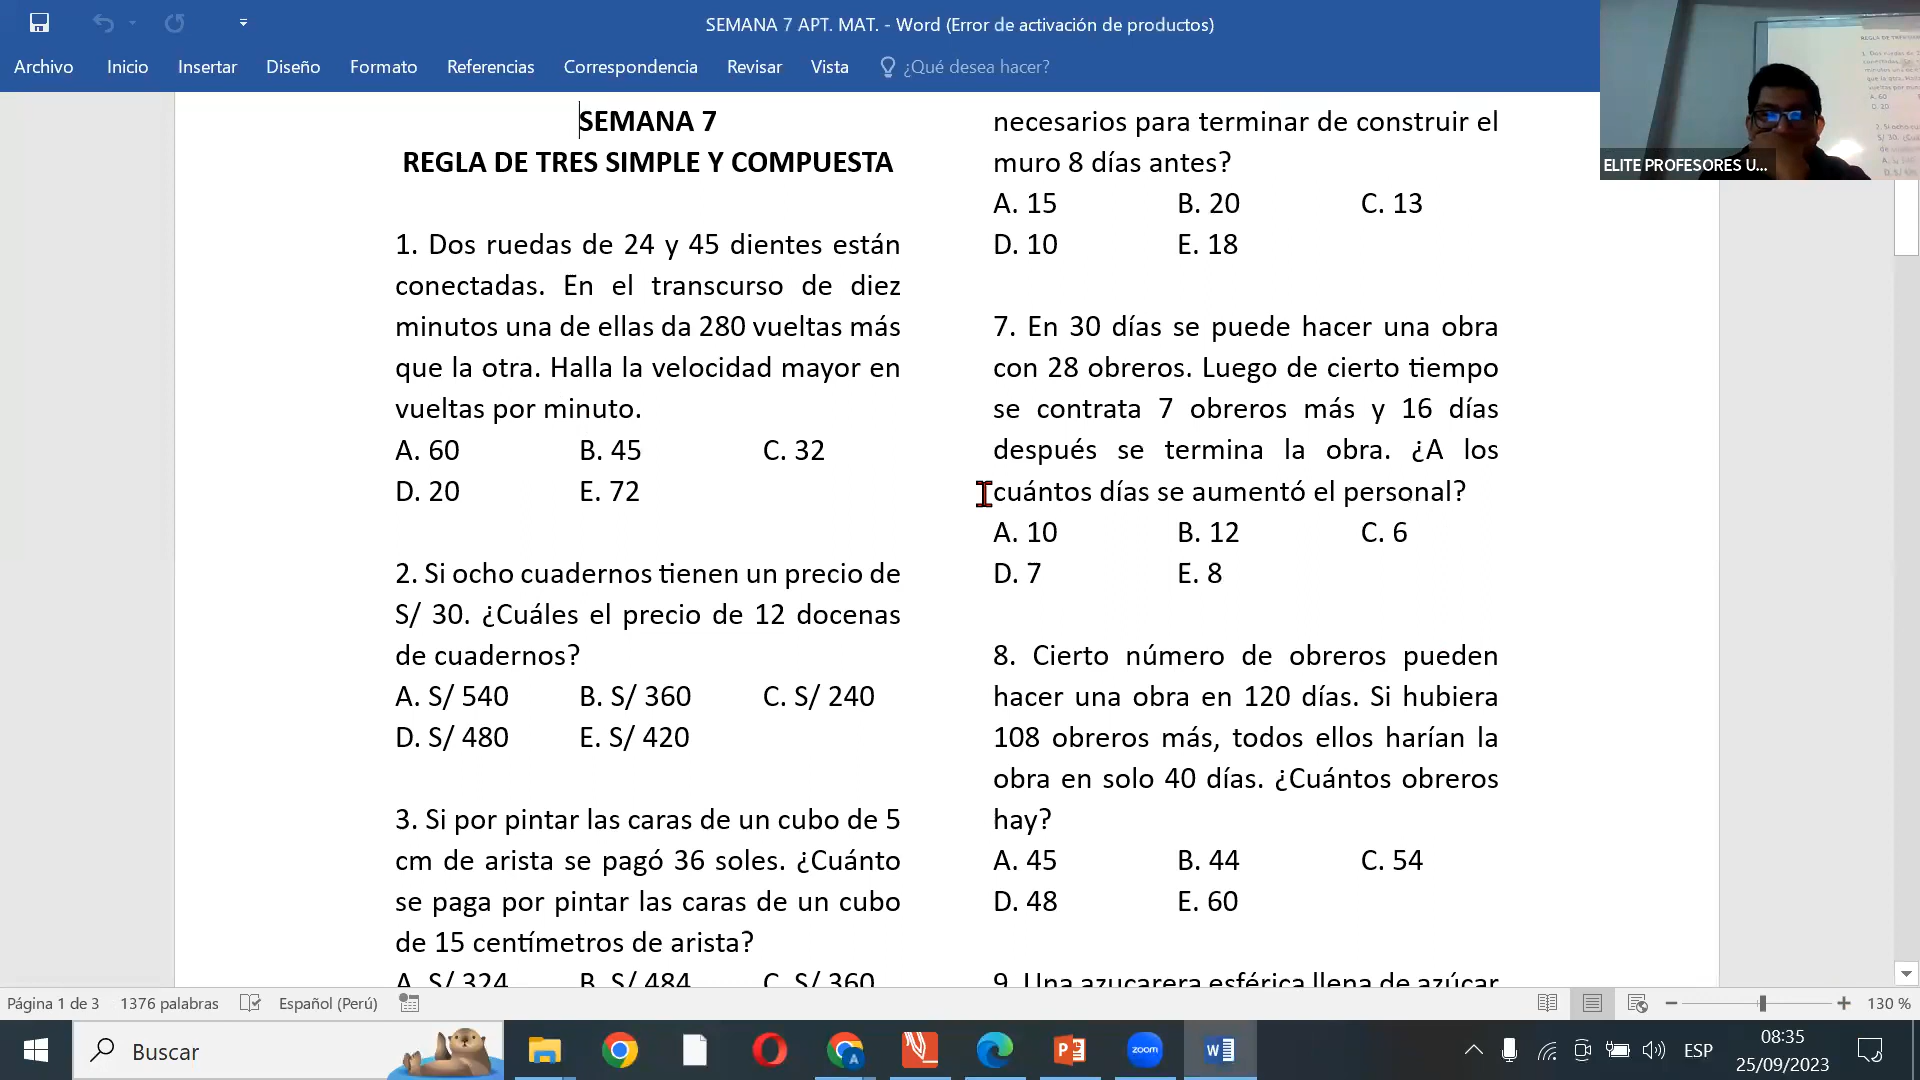 SEMANA 7 APT. MAT. - Word (Error de activación de productos)
Archivo Inicio Insertar Diseño Formato Referencias Correspondencia Revisar Vista ¿Qué desea hacer?
ELITE PROFESORES U...
SEMANA 7
REGLA DE TRES SIMPLE Y COMPUESTA
1. Dos ruedas de 24 y 45 dientes están
conectadas. En el transcurso de diez
minutos una de ellas da 280 vueltas más
que la otra. Halla la velocidad mayor en
vueltas por minuto.
A. 60 B. 45 C. 32
D. 20 E. 72
2. Si ocho cuadernos tienen un precio de
S/ 30. ¿Cuáles el precio de 12 docenas
de cuadernos?
A. S/ 540 B. S/ 360 C. S/ 240
D. S/ 480 E. S/ 420
3. Si por pintar las caras de un cubo de 5
cm de arista se pagó 36 soles. ¿Cuánto
se paga por pintar las caras de un cubo
de 15 centímetros de arista?
A. S/ 324 B. S/ 484 C. S/ 360
necesarios para terminar de construir el
muro 8 días antes?
A. 15 B. 20 C. 13
D. 10 E. 18
7. En 30 días se puede hacer una obra
con 28 obreros. Luego de cierto tiempo
se contrata 7 obreros más y 16 días
después se termina la obra. ¿A los
cuántos días se aumentó el personal?
A. 10 B. 12 C. 6
D. 7 E. 8
8. Cierto número de obreros pueden
hacer una obra en 120 días. Si hubiera
108 obreros más, todos ellos harían la
obra en solo 40 días. ¿Cuántos obreros
hay?
A. 45 B. 44 C. 54
D. 48 E. 60
9. Una azucarera esférica llena de azúcar
Página 1 de 3 1376 palabras Español (Perú) 130 %
Buscar
zoom
ESP
08:35
25/09/2023